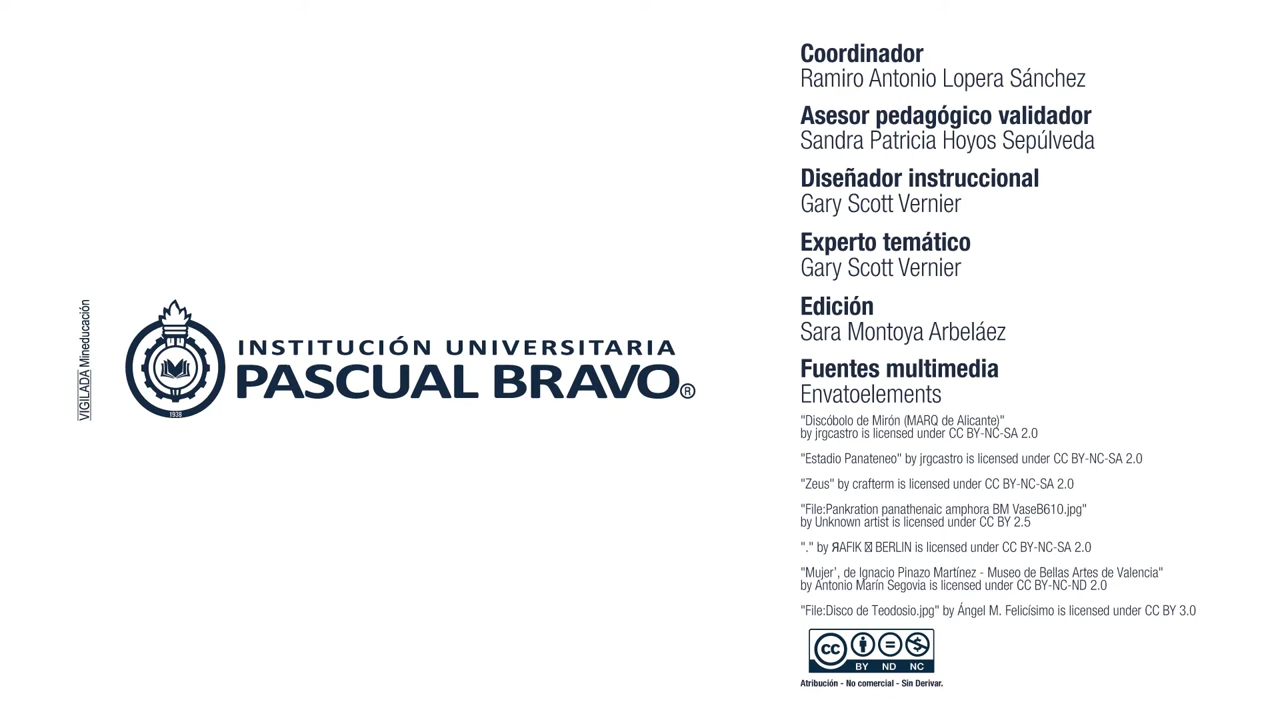 VIGILADA Mineducación
INSTITUCIÓN UNIVERSITARIA
PASCUAL BRAVO®
1938
Coordinador
Ramiro Antonio Lopera Sánchez
Asesor pedagógico validador
Sandra Patricia Hoyos Sepúlveda
Diseñador instruccional
Gary Scott Vernier
Experto temático
Gary Scott Vernier
Edición
Sara Montoya Arbeláez
Fuentes multimedia
Envatoelements
"Discóbolo de Mirón (MARQ de Alicante)"
by jrgcastro is licensed under CC BY-NC-SA 2.0
"Estadio Panateneo" by jrgcastro is licensed under CC BY-NC-SA 2.0
"Zeus" by crafterm is licensed under CC BY-NC-SA 2.0
"File:Pankration panathenaic amphora BM VaseB610.jpg"
by Unknown artist is licensed under CC BY 2.5
"." by ЯAFIK ⍰ BERLIN is licensed under CC BY-NC-SA 2.0
"Mujer’, de Ignacio Pinazo Martínez - Museo de Bellas Artes de Valencia"
by Antonio Marín Segovia is licensed under CC BY-NC-ND 2.0
"File:Disco de Teodosio.jpg" by Ángel M. Felicísimo is licensed under CC BY 3.0
cc
BY ND NC
Atribución - No comercial - Sin Derivar.